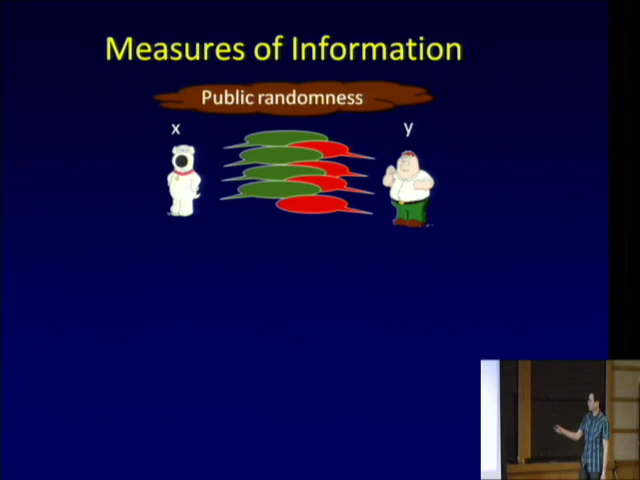 Measures of Information
Public randomness
x
y